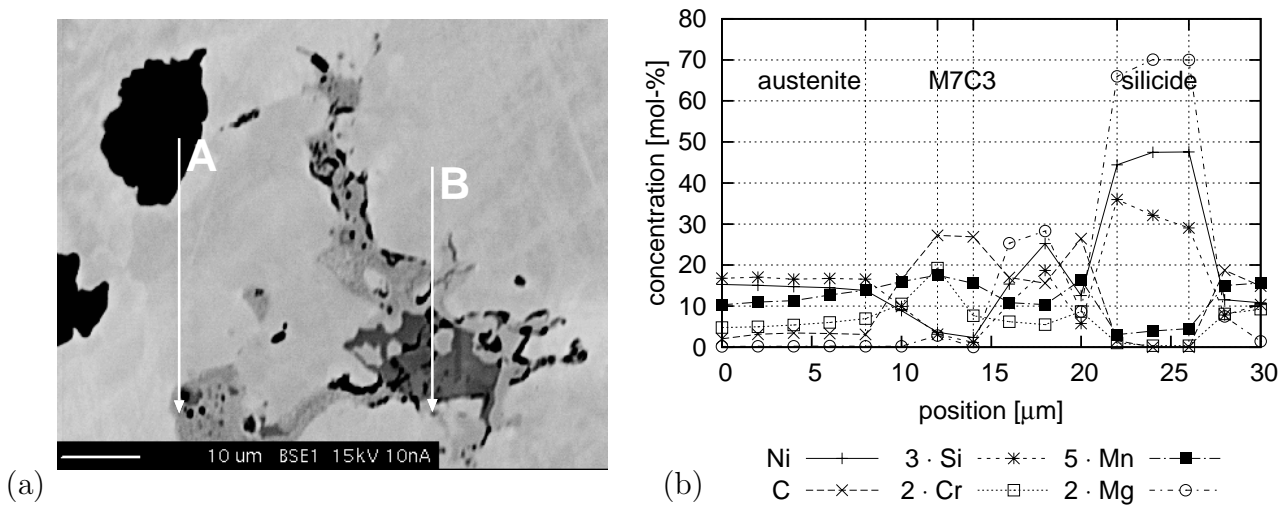 A
B
10 um BSE1 15kV 10nA
(a)
concentration [mol-%]
80
70
60
50
40
30
20
10
0
austenite
M7C3
silicide
0 5 10 15 20 25 30
position [μm]
Ni 3 · Si 5 · Mn
C 2 · Cr 2 · Mg
(b)